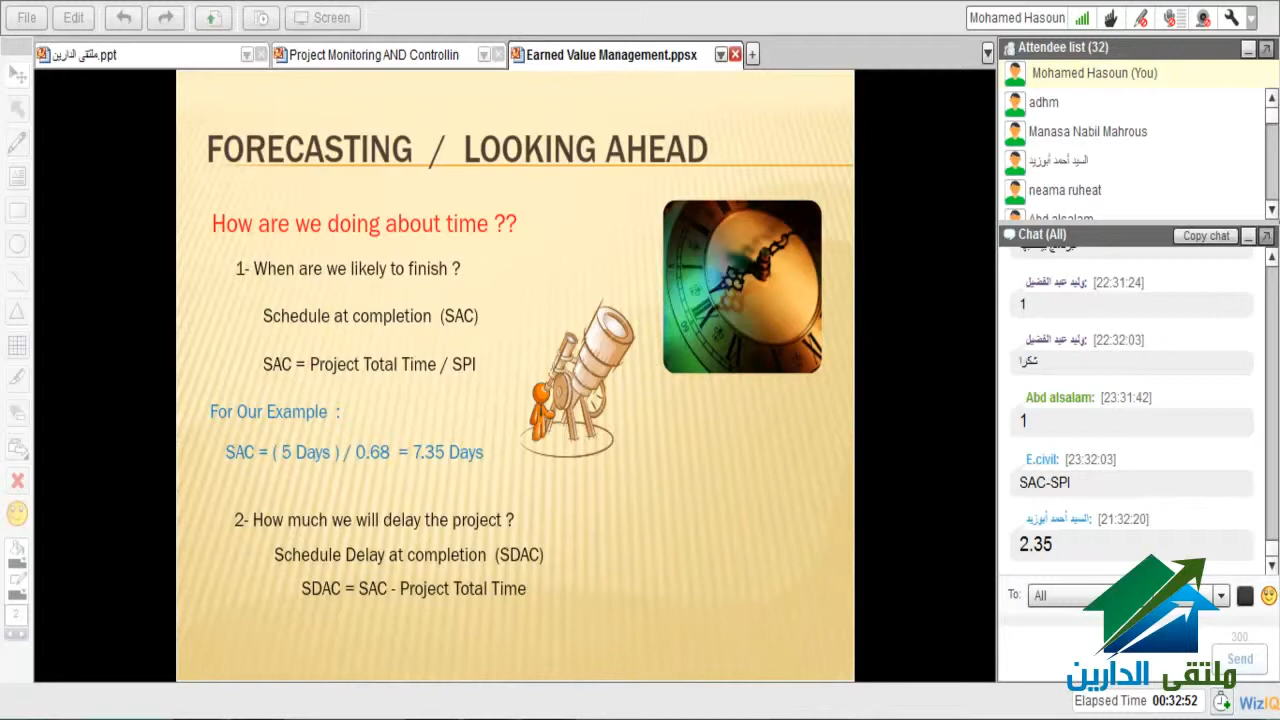 File
Edit
Screen
Mohamed Hasoun
ملتقى الدارين.ppt
Project Monitoring AND Controllin
Earned Value Management.ppsx
FORECASTING / LOOKING AHEAD
How are we doing about time ??
1- When are we likely to finish ?
Schedule at completion (SAC)
SAC = Project Total Time / SPI
For Our Example :
SAC = ( 5 Days ) / 0.68 = 7.35 Days
2- How much we will delay the project ?
Schedule Delay at completion (SDAC)
SDAC = SAC - Project Total Time
2
Attendee list (32)
Mohamed Hasoun (You)
adhm
Manasa Nabil Mahrous
السيد أحمد أبوزيد
neama ruheat
Abd alsalam
Chat (All)
Copy chat
وليد عبد الفضيل: [22:31:24]
1
وليد عبد الفضيل: [22:32:03]
شكرا
Abd alsalam: [23:31:42]
1
E.civil: [23:32:03]
SAC-SPI
السيد أحمد أبوزيد: [21:32:20]
2.35
To:
All
300
Send
ملتقى الدارين
Elapsed Time 00:32:52
WizIQ